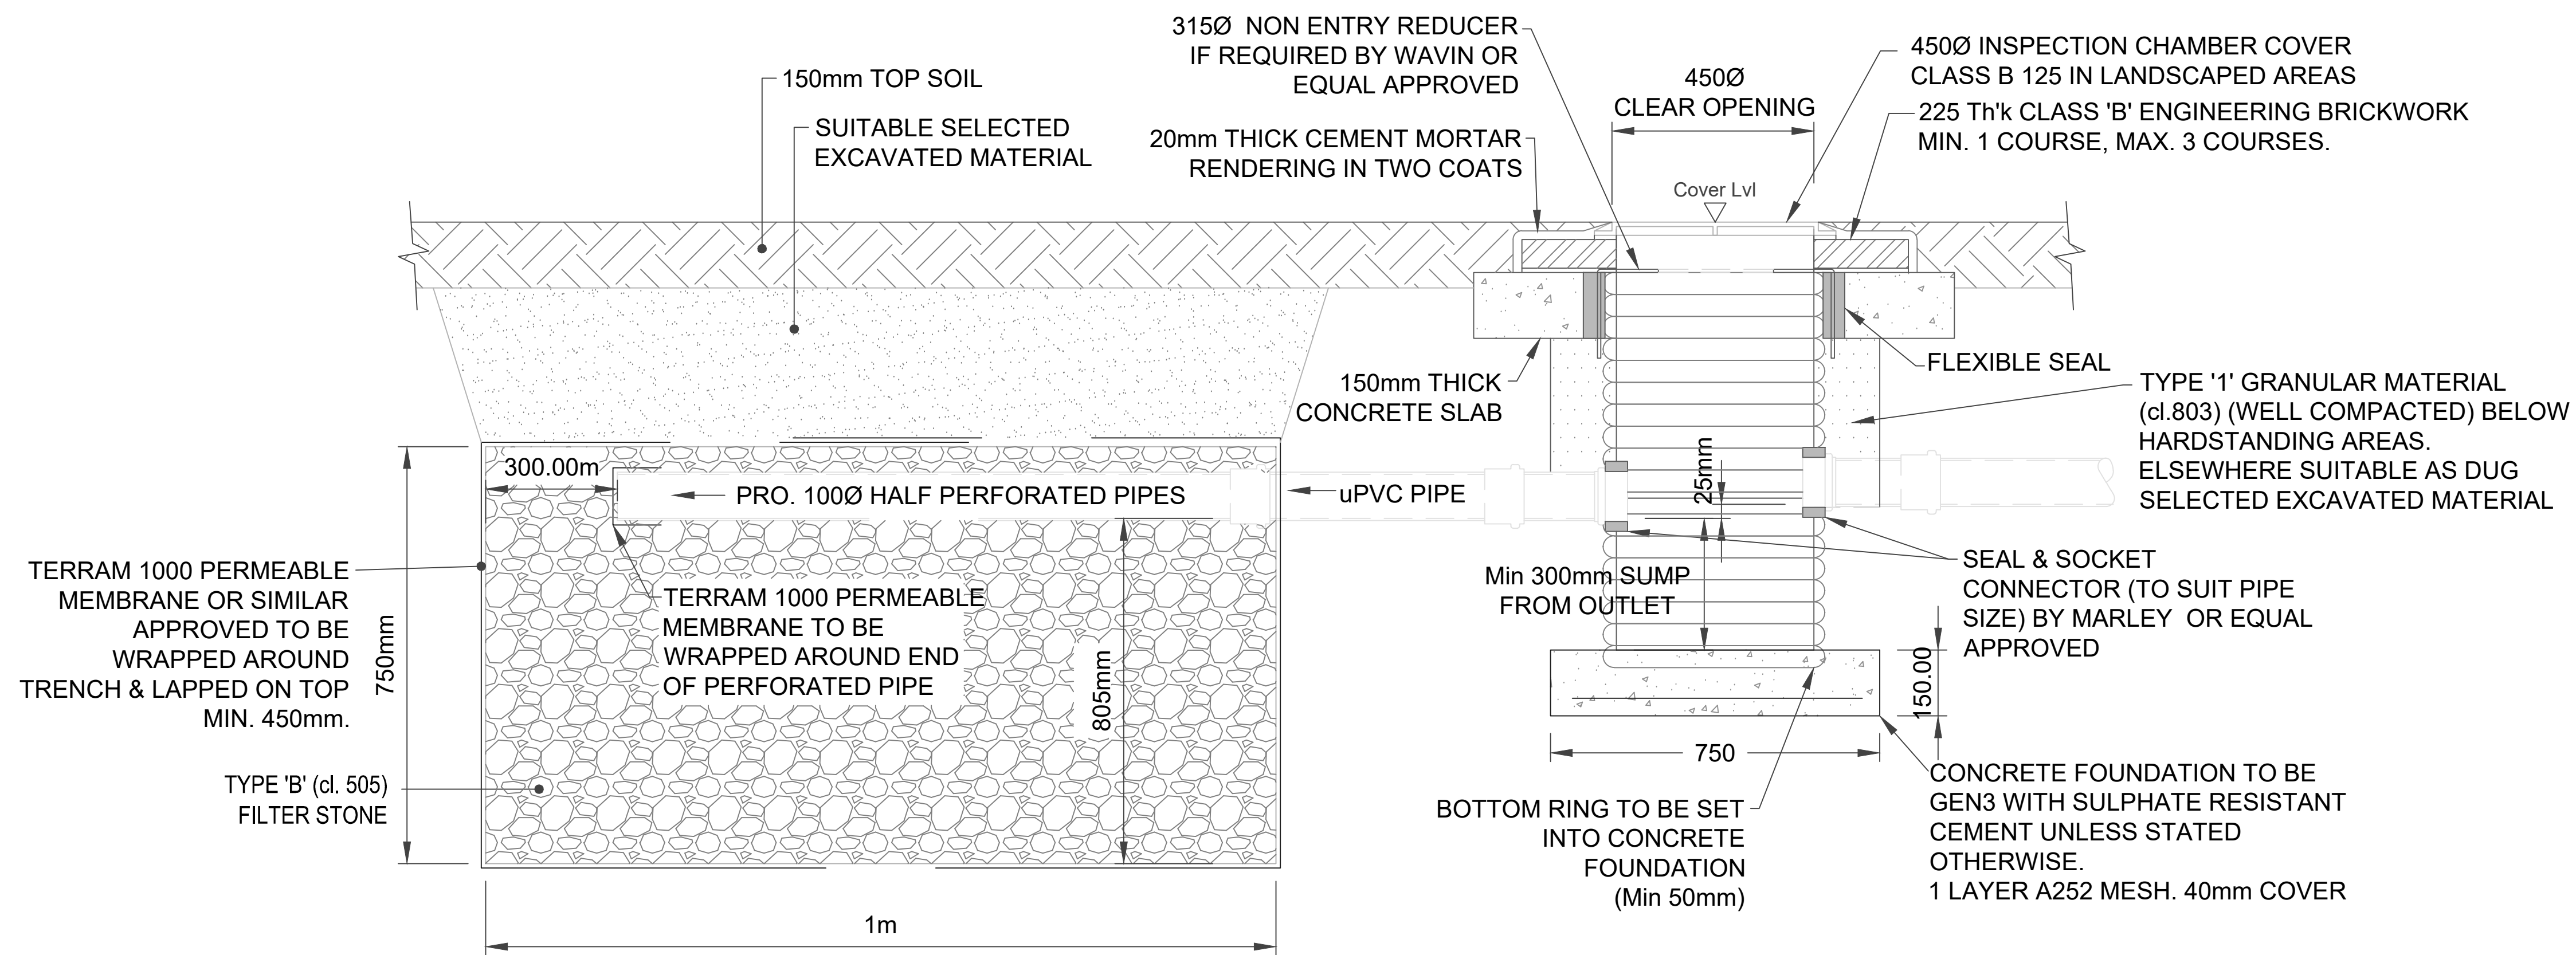 315Ø NON ENTRY REDUCER
IF REQUIRED BY WAVIN OR
EQUAL APPROVED
450Ø INSPECTION CHAMBER COVER
CLASS B 125 IN LANDSCAPED AREAS
150mm TOP SOIL
450Ø
CLEAR OPENING
225 Th'k CLASS 'B' ENGINEERING BRICKWORK
MIN. 1 COURSE, MAX. 3 COURSES.
SUITABLE SELECTED
EXCAVATED MATERIAL
20mm THICK CEMENT MORTAR
RENDERING IN TWO COATS
Cover Lvl
FLEXIBLE SEAL
150mm THICK
CONCRETE SLAB
TYPE '1' GRANULAR MATERIAL
(cl.803) (WELL COMPACTED) BELOW
HARDSTANDING AREAS.
ELSEWHERE SUITABLE AS DUG
SELECTED EXCAVATED MATERIAL
300.00m
PRO. 100Ø HALF PERFORATED PIPES
uPVC PIPE
25mm
TERRAM 1000 PERMEABLE
MEMBRANE OR SIMILAR
APPROVED TO BE
WRAPPED AROUND
TRENCH & LAPPED ON TOP
MIN. 450mm.
750mm
TERRAM 1000 PERMEABLE
MEMBRANE TO BE
WRAPPED AROUND END
OF PERFORATED PIPE
805mm
Min 300mm SUMP
FROM OUTLET
SEAL & SOCKET
CONNECTOR (TO SUIT PIPE
SIZE) BY MARLEY OR EQUAL
APPROVED
150.00
750
TYPE 'B' (cl. 505)
FILTER STONE
BOTTOM RING TO BE SET
INTO CONCRETE
FOUNDATION
(Min 50mm)
CONCRETE FOUNDATION TO BE
GEN3 WITH SULPHATE RESISTANT
CEMENT UNLESS STATED
OTHERWISE.
1 LAYER A252 MESH. 40mm COVER
1m